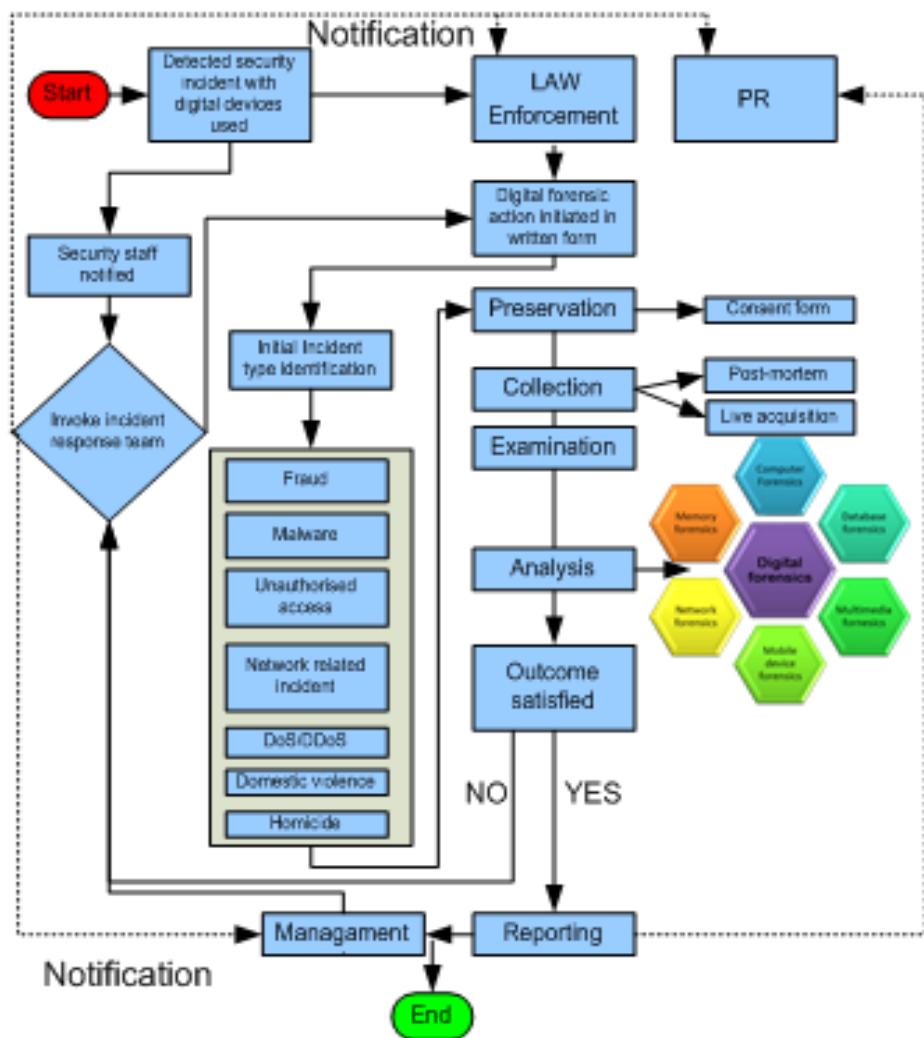 Notification
Start
Detected security
incident with
digital devices
used
LAW
Enforcement
PR
Digital forensic
action initiated in
written form
Security staff
notified
Preservation
Consent form
Initial Incident
type identification
Collection
Post-mortem
Live acquisition
Invoke incident
response team
Examination
Fraud
Malware
Unauthorised
access
Network related
incident
DoS/DDoS
Domestic violence
Homicide
Analysis
Computer
Forensics
Memory
forensics
Database
forensics
Digital
forensics
Network
forensics
Multimedia
forensics
Mobile
device
forensics
Outcome
satisfied
NO
YES
Managament
Reporting
Notification
End